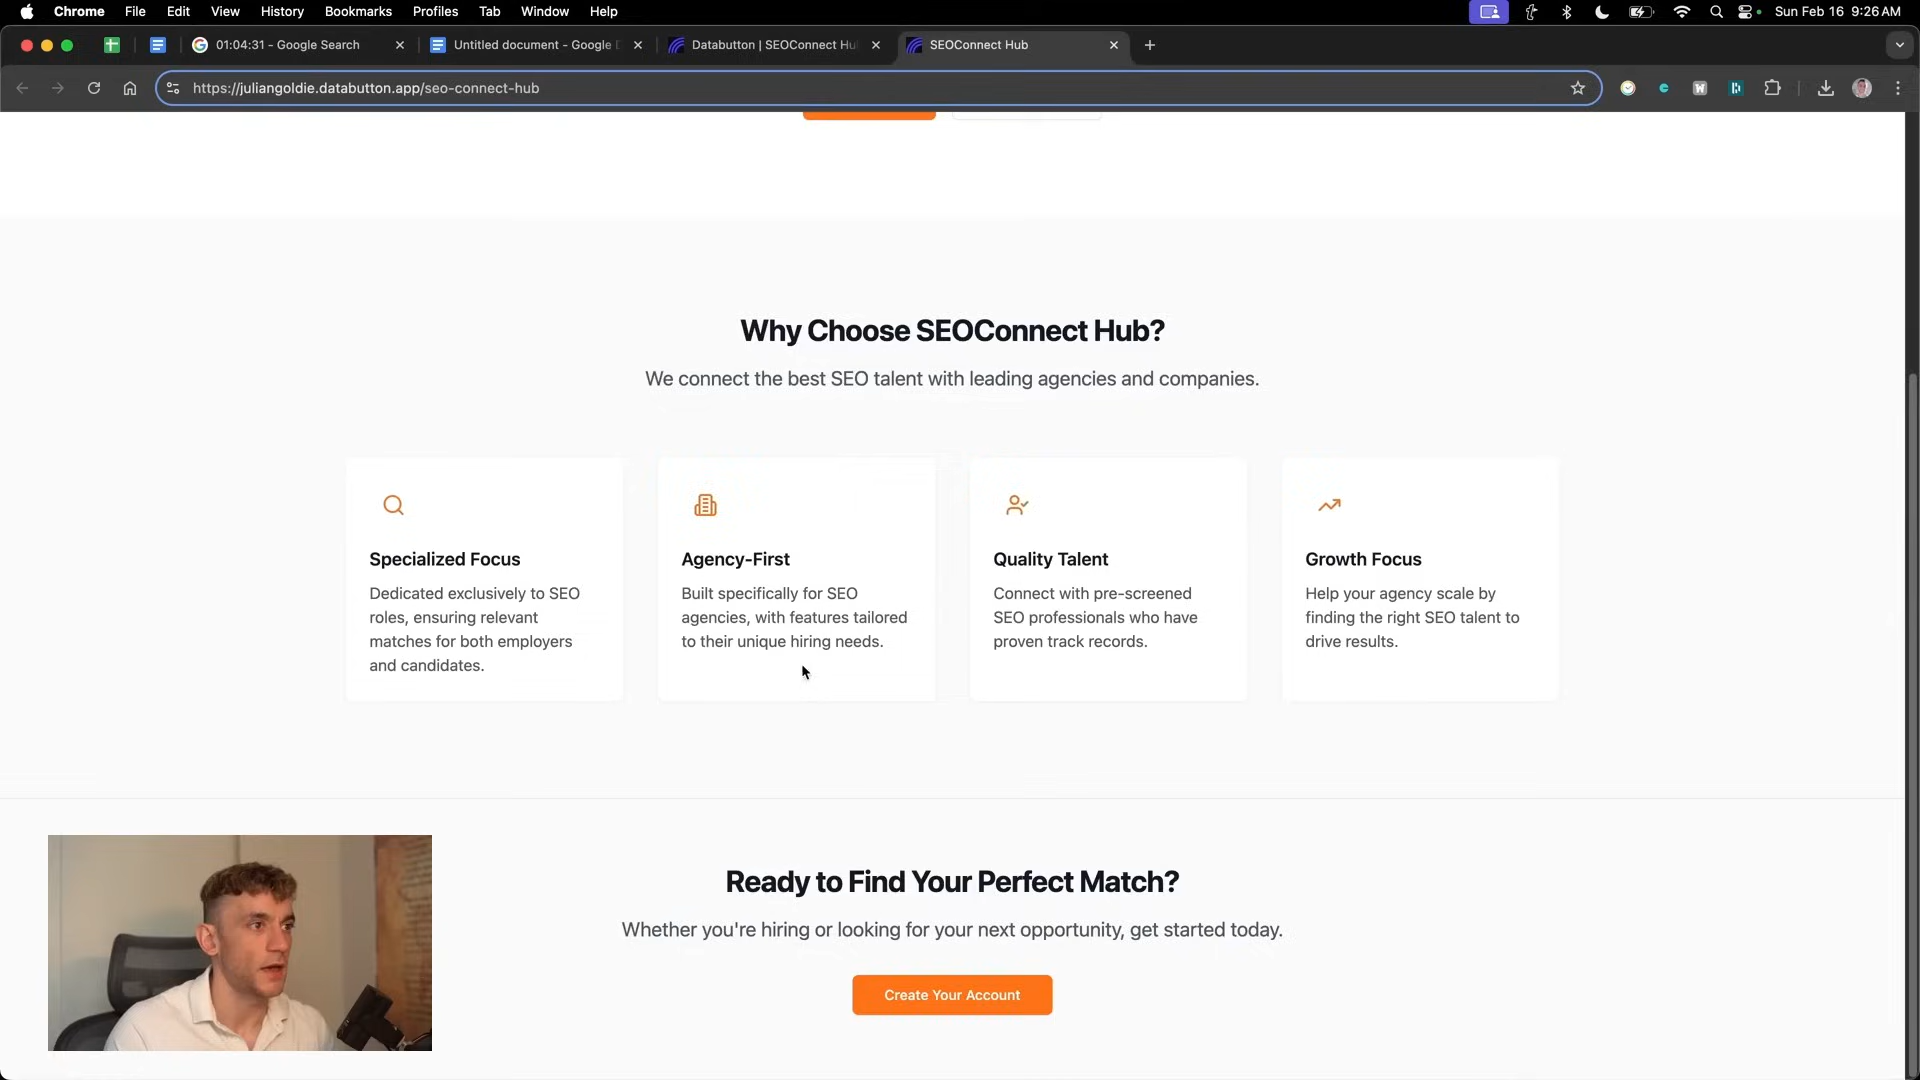 Chrome File Edit View History Bookmarks Profiles Tab Window Help Sun Feb 16 9:26 AM
01:04:31 - Google Search Untitled document - Google D Databutton | SEOConnect Hu SEOConnect Hub
https://juliangoldie.databutton.app/seo-connect-hub
Why Choose SEOConnect Hub?
We connect the best SEO talent with leading agencies and companies.
Specialized Focus
Dedicated exclusively to SEO
roles, ensuring relevant
matches for both employers
and candidates.
Agency-First
Built specifically for SEO
agencies, with features tailored
to their unique hiring needs.
Quality Talent
Connect with pre-screened
SEO professionals who have
proven track records.
Growth Focus
Help your agency scale by
finding the right SEO talent to
drive results.
Ready to Find Your Perfect Match?
Whether you're hiring or looking for your next opportunity, get started today.
Create Your Account